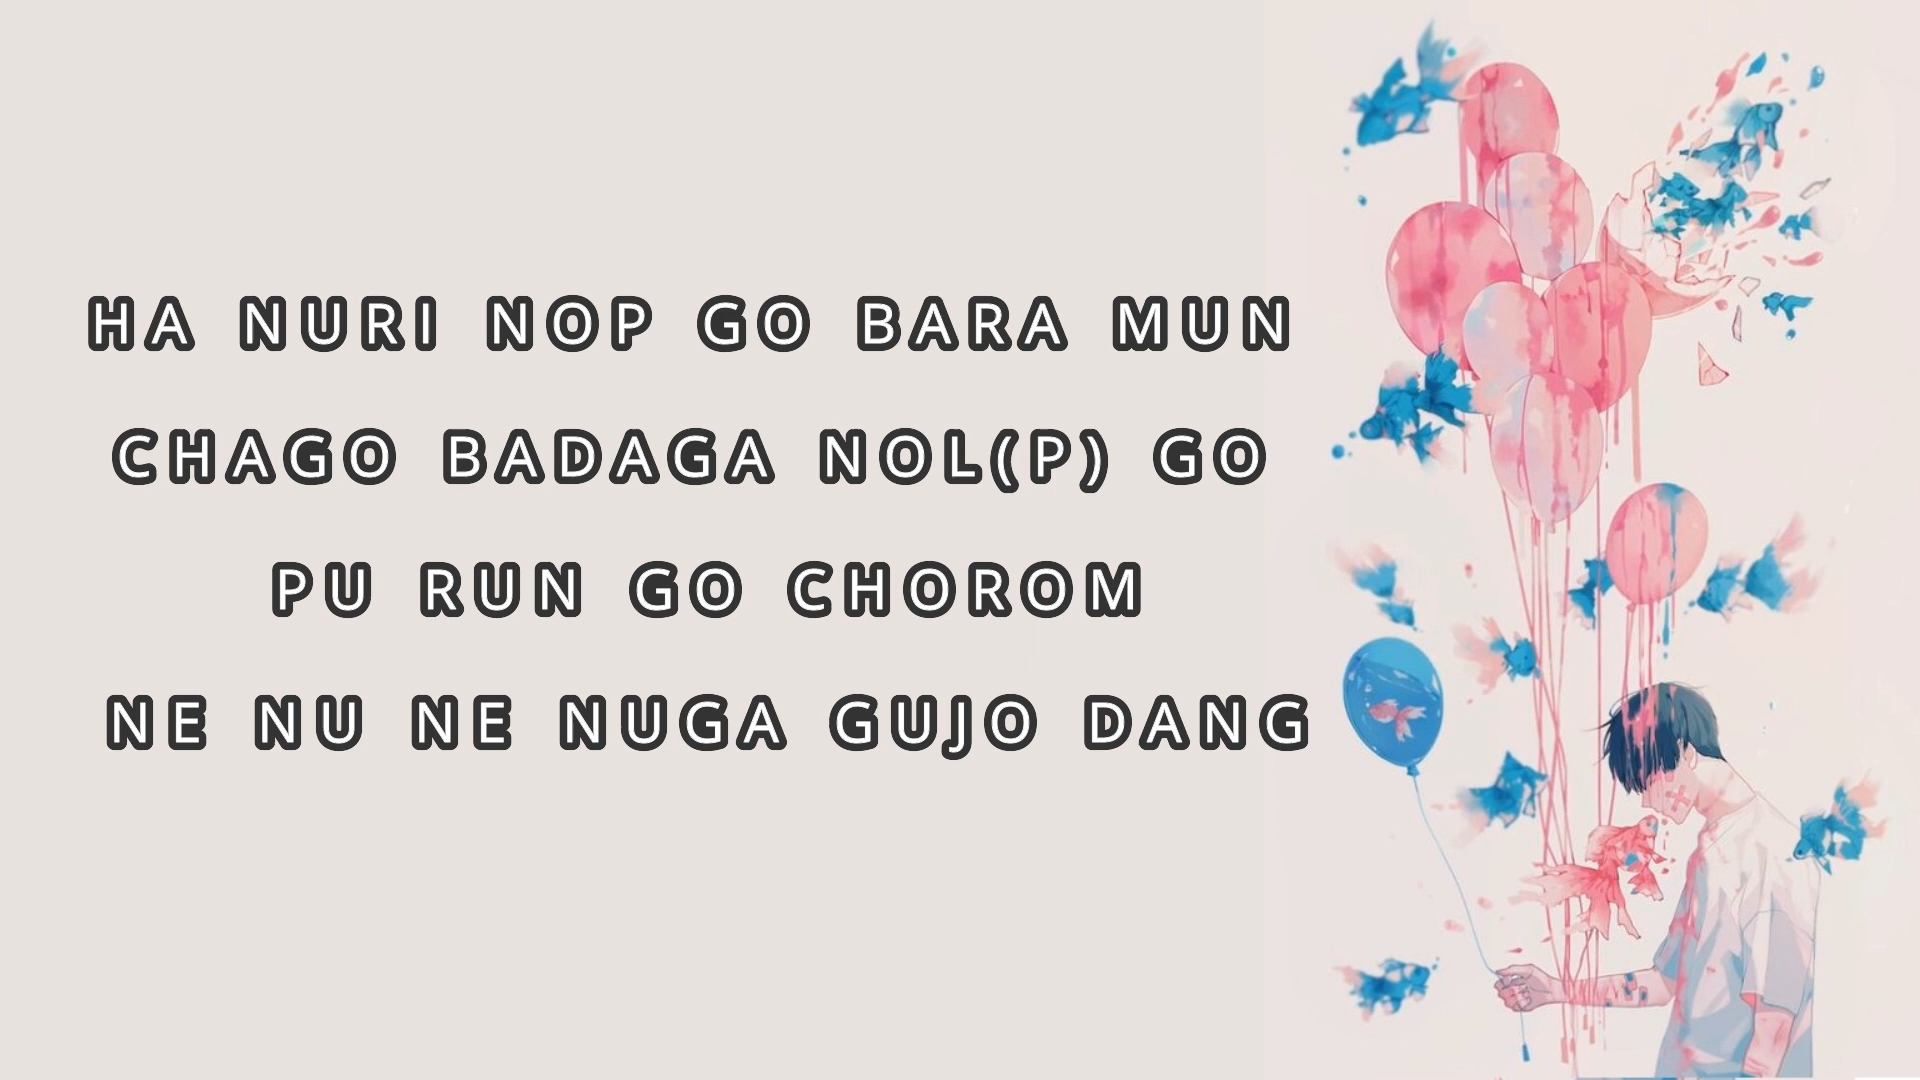 HA NURI NOP GO BARA MUN
CHAGO BADAGA NOL(P) GO
PU RUN GO CHOROM
NE NU NE NUGA GUJO DANG